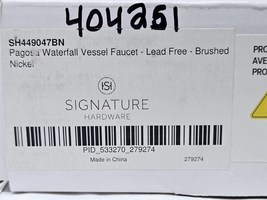 404251
SH449047BN
Pagosa Waterfall Vessel Faucet - Lead Free - Brushed
Nickel
PRO
AVE
PRO
SIGNATURE
HARDWARE
PID_533270_279274
Made in China
279274